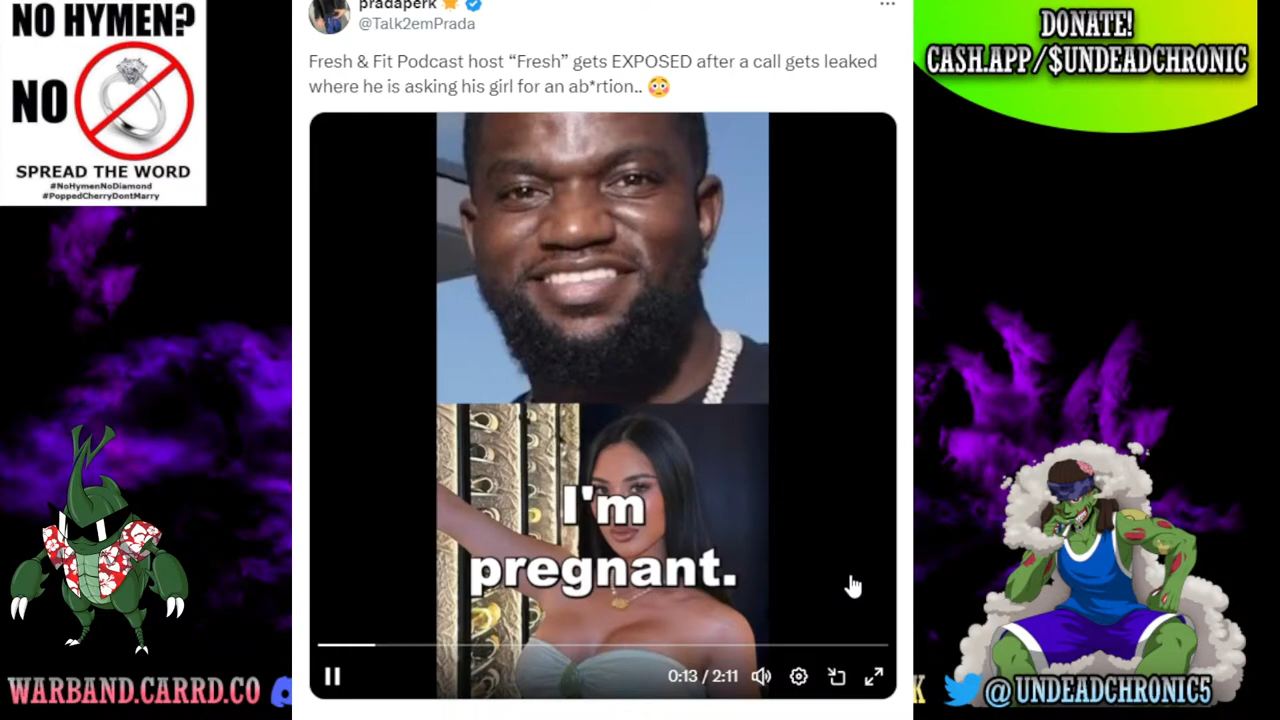 NO HYMEN?
NO
SPREAD THE WORD
#NoHymenNoDiamond
#PoppedCherryDontMarry
pradaperk
@Talk2emPrada
Fresh & Fit Podcast host “Fresh” gets EXPOSED after a call gets leaked
where he is asking his girl for an ab*rtion.. 😳
I'm
pregnant.
0:13 / 2:11
DONATE!
CASH.APP/$UNDEADCHRONIC
WARBAND.CARRD.CO
K
@UNDEADCHRONIC5